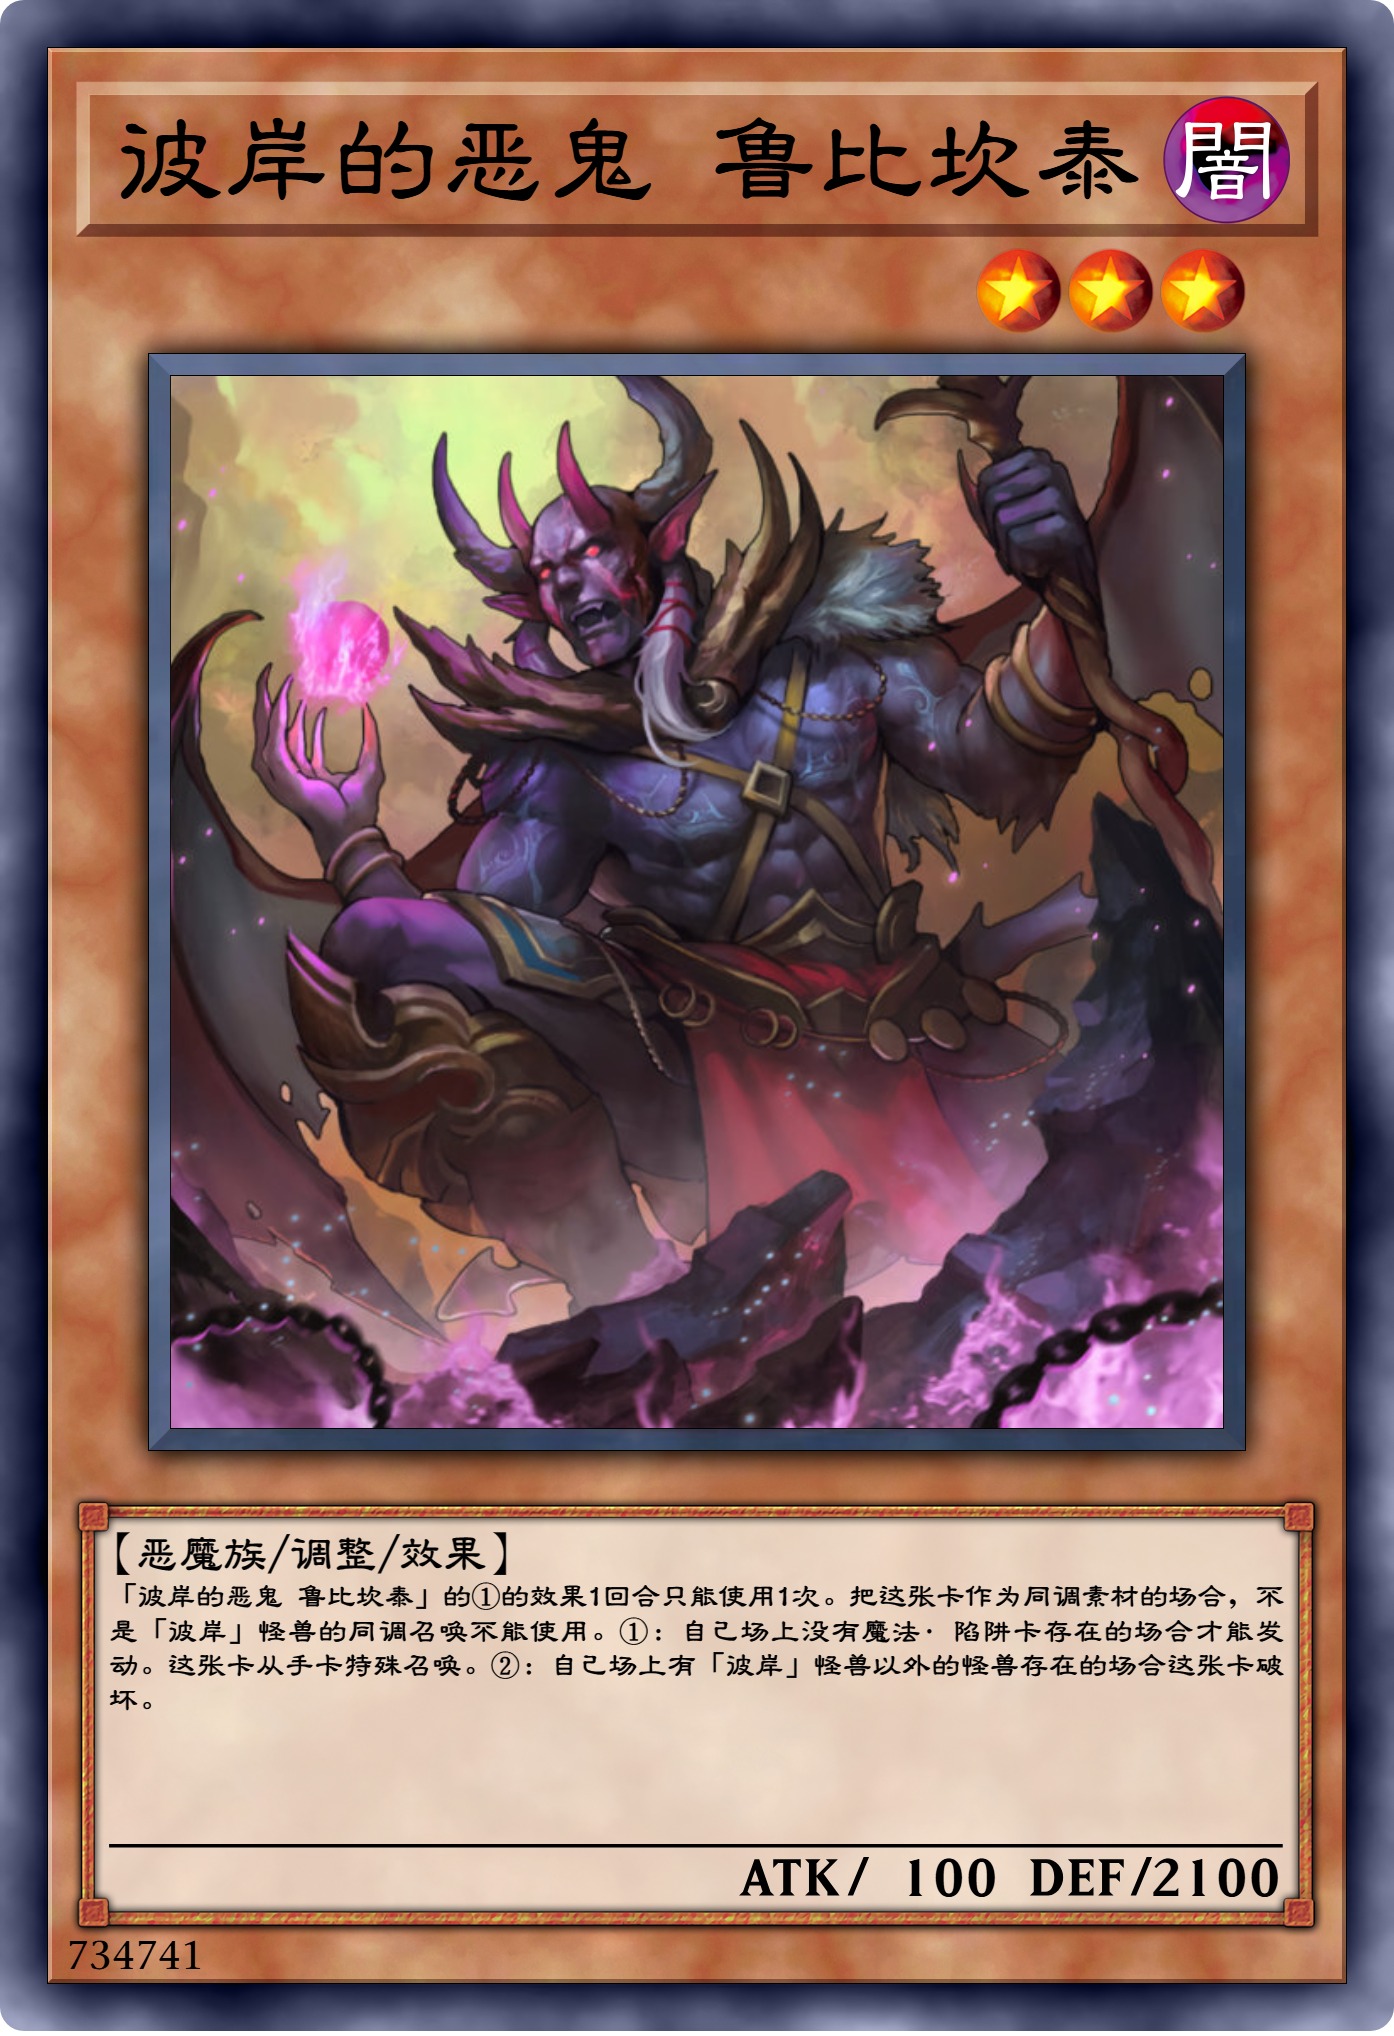 彼岸的恶鬼 鲁比坎泰 闇
【恶魔族/调整/效果】
「彼岸的恶鬼 鲁比坎泰」的①的效果1回合只能使用1次。把这张卡作为同调素材的场合，不
是「彼岸」怪兽的同调召唤不能使用。①：自己场上没有魔法·陷阱卡存在的场合才能发
动。这张卡从手卡特殊召唤。②：自己场上有「彼岸」怪兽以外的怪兽存在的场合这张卡破
坏。
ATK/ 100 DEF/2100
734741